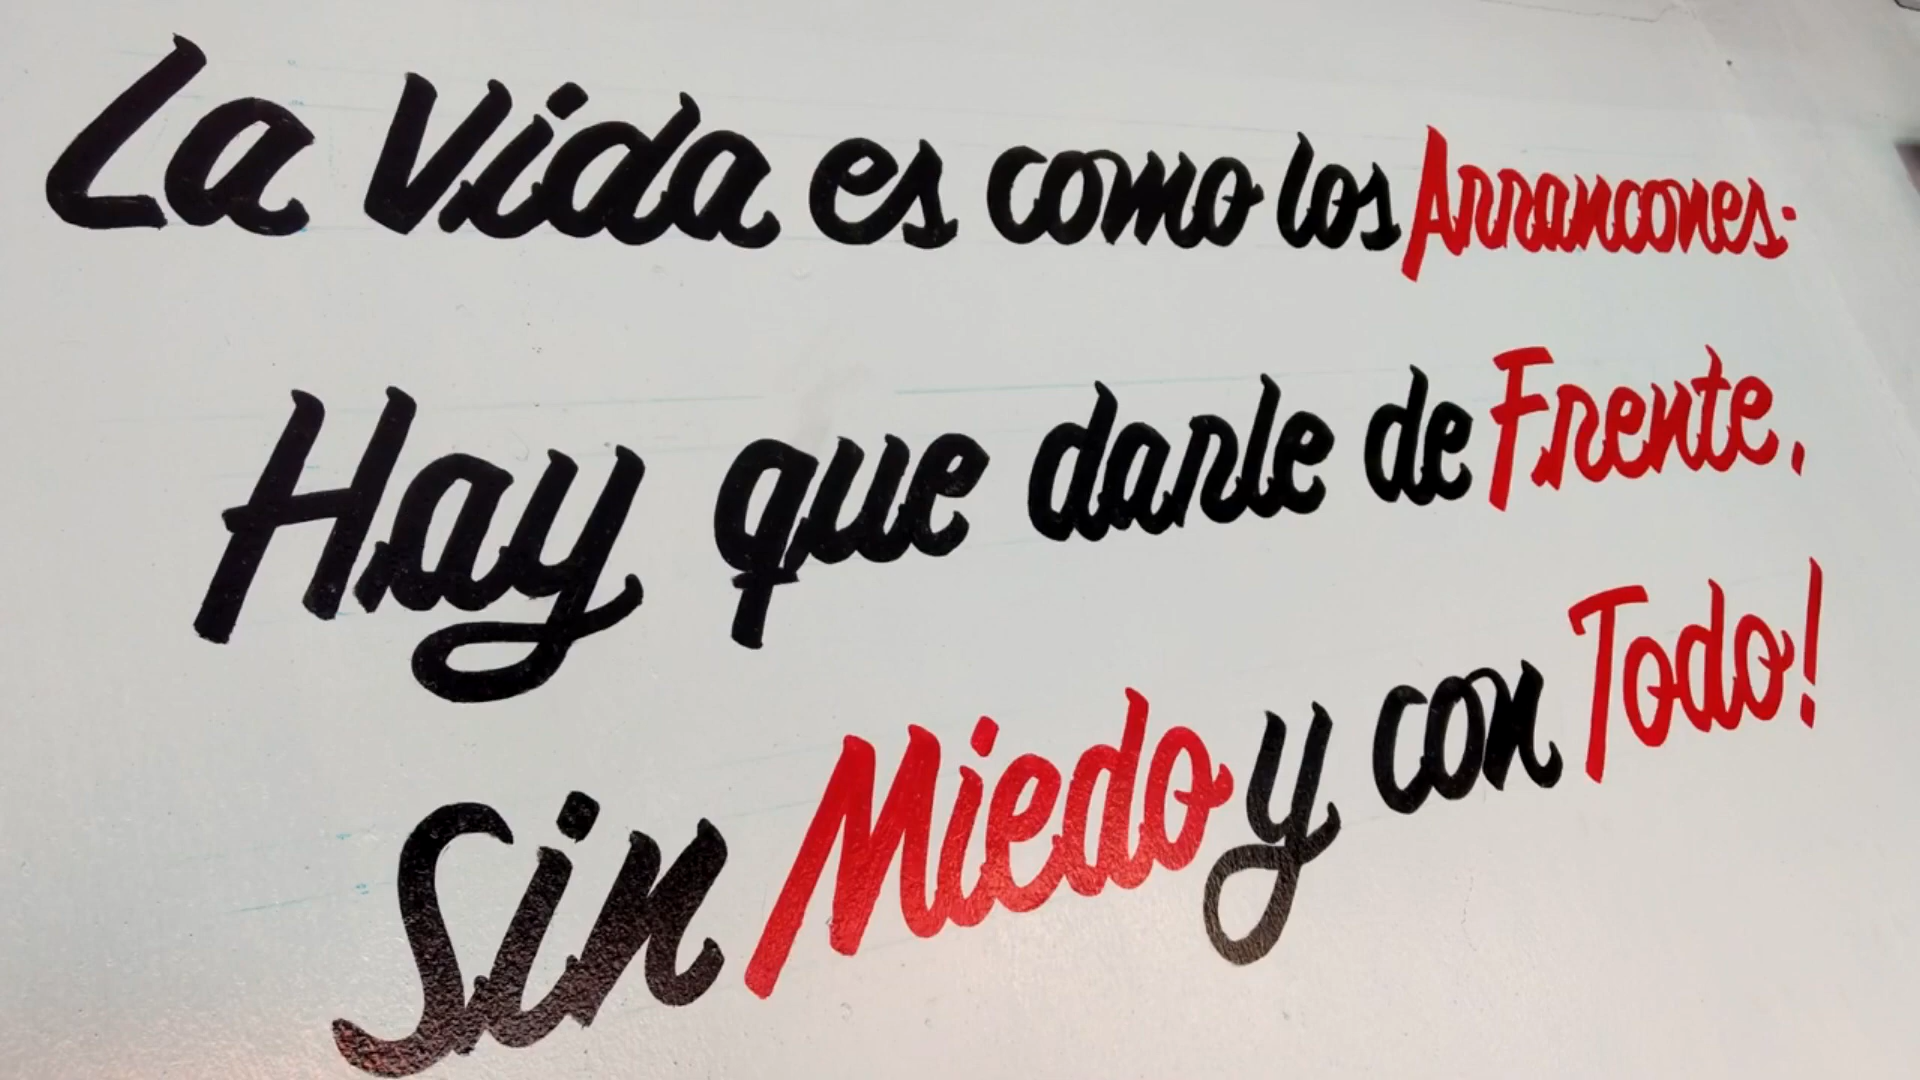 La Vida es como los Arrancones.
Hay que darle de Frente.
Sin Miedo y con Todo!